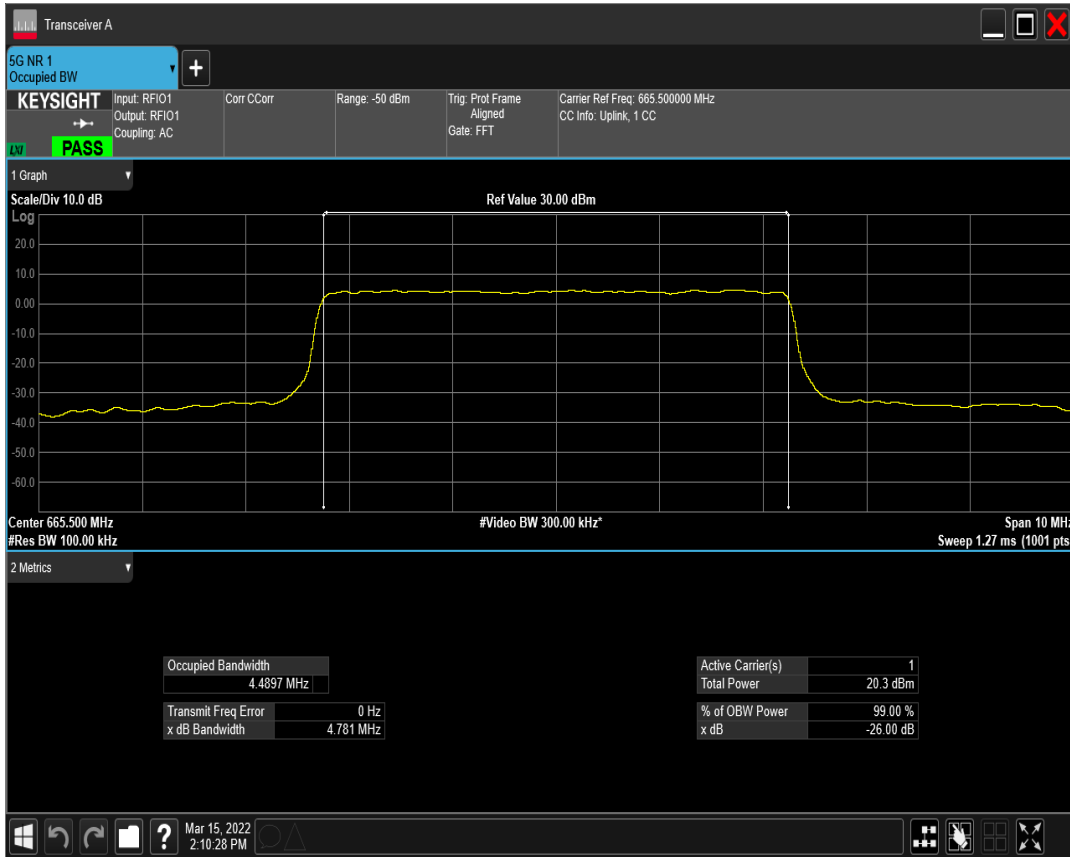 Transceiver A
5G NR 1
Occupied BW
KEYSIGHT
LXI
PASS
Input: RFIO1
Output: RFIO1
Coupling: AC
Corr CCorr
Range: -50 dBm
Trig: Prot Frame
Aligned
Gate: FFT
Carrier Ref Freq: 665.500000 MHz
CC Info: Uplink, 1 CC
1 Graph
Scale/Div 10.0 dB
Ref Value 30.00 dBm
Log
20.0
10.0
0.00
-10.0
-20.0
-30.0
-40.0
-50.0
-60.0
Center 665.500 MHz
#Video BW 300.00 kHz*
Span 10 MHz
#Res BW 100.00 kHz
Sweep 1.27 ms (1001 pts
2 Metrics
Occupied Bandwidth
4.4897 MHz
Transmit Freq Error 0 Hz
x dB Bandwidth 4.781 MHz
Active Carrier(s) 1
Total Power 20.3 dBm
% of OBW Power 99.00 %
x dB -26.00 dB
Mar 15, 2022
2:10:28 PM